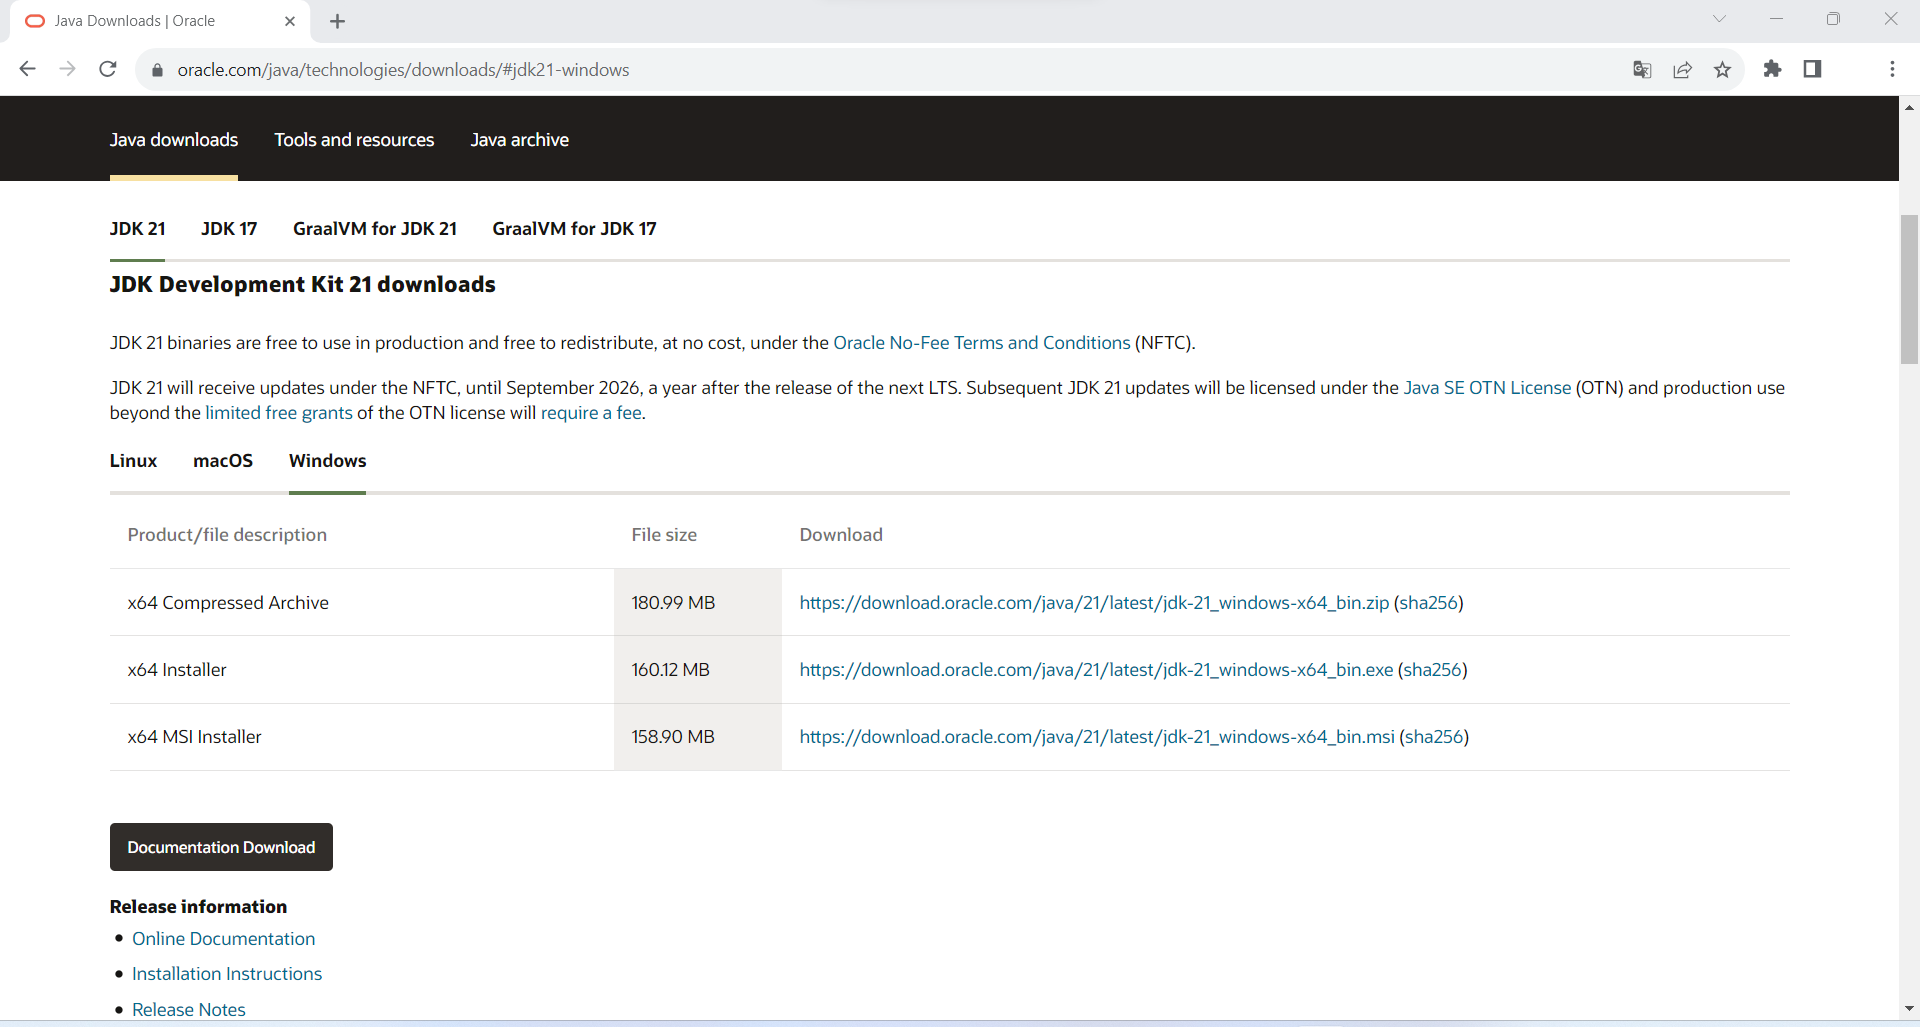 Java Downloads | Oracle
oracle.com/java/technologies/downloads/#jdk21-windows
Java downloads Tools and resources Java archive
JDK 21 JDK 17 GraalVM for JDK 21 GraalVM for JDK 17
JDK Development Kit 21 downloads
JDK 21 binaries are free to use in production and free to redistribute, at no cost, under the Oracle No-Fee Terms and Conditions (NFTC).
JDK 21 will receive updates under the NFTC, until September 2026, a year after the release of the next LTS. Subsequent JDK 21 updates will be licensed under the Java SE OTN License (OTN) and production use
beyond the limited free grants of the OTN license will require a fee.
Linux macOS Windows
Product/file description File size Download
x64 Compressed Archive 180.99 MB https://download.oracle.com/java/21/latest/jdk-21_windows-x64_bin.zip (sha256)
x64 Installer 160.12 MB https://download.oracle.com/java/21/latest/jdk-21_windows-x64_bin.exe (sha256)
x64 MSI Installer 158.90 MB https://download.oracle.com/java/21/latest/jdk-21_windows-x64_bin.msi (sha256)
Documentation Download
Release information
• Online Documentation
• Installation Instructions
• Release Notes